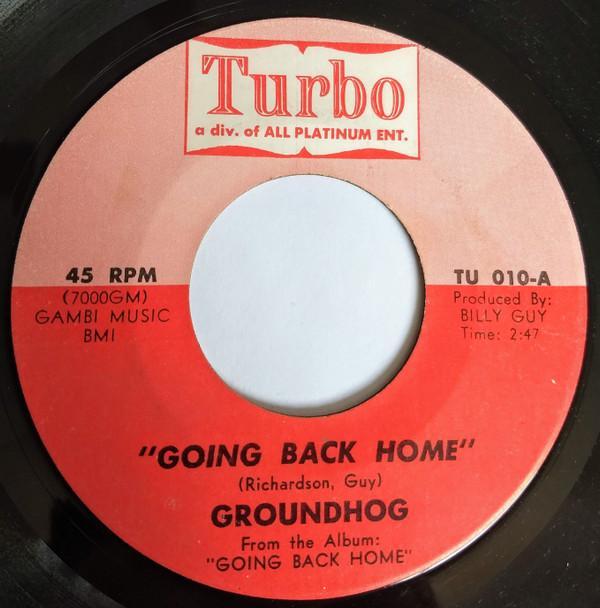 Turbo
a div. of ALL PLATINUM ENT.
45 RPM
(7000GM)
GAMBI MUSIC
BMI
TU 010-A
Produced By:
BILLY GUY
Time: 2:47
"GOING BACK HOME"
(Richardson, Guy)
GROUNDHOG
From the Album:
"GOING BACK HOME"